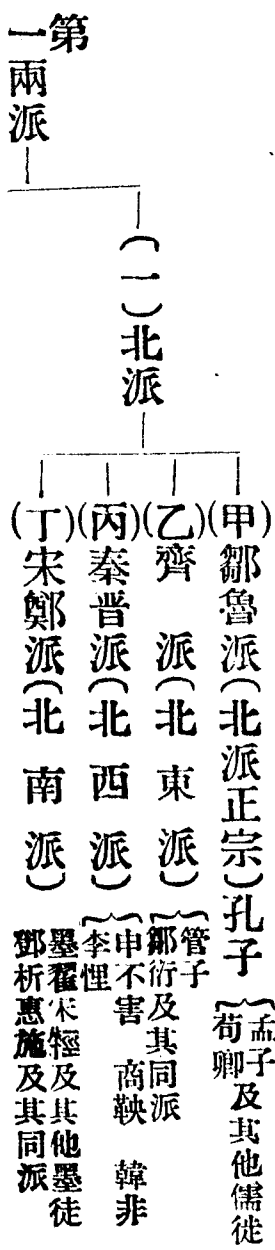 第一兩派
(一)北派
(甲)鄒魯派(北派正宗)孔子
孟子
荀卿
及其他儒徒
(乙)齊派(北東派)
管子
鄒衍及其同派
(丙)秦晋派(北西派)
申不害 商鞅 韓非
李悝
(丁)宋鄭派(北南派)
墨翟宋牼及其他墨徒
鄧析惠施及其同派